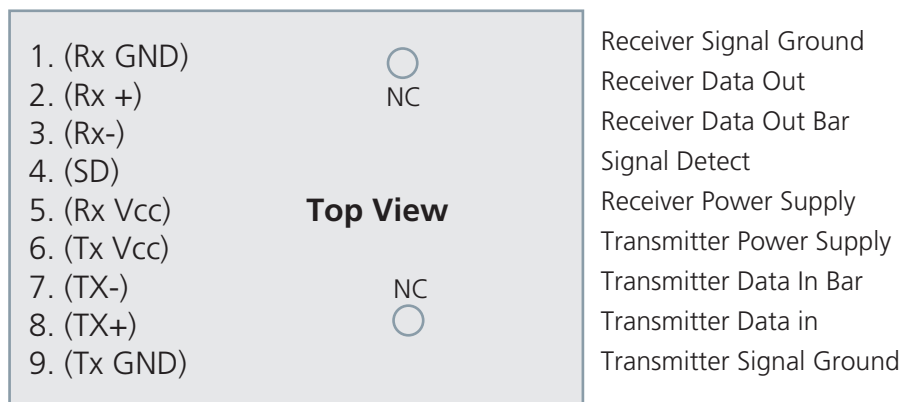 1. (Rx GND)
2. (Rx +)
3. (Rx-)
4. (SD)
5. (Rx Vcc)
6. (Tx Vcc)
7. (TX-)
8. (TX+)
9. (Tx GND)
NC
Top View
NC
Receiver Signal Ground
Receiver Data Out
Receiver Data Out Bar
Signal Detect
Receiver Power Supply
Transmitter Power Supply
Transmitter Data In Bar
Transmitter Data in
Transmitter Signal Ground